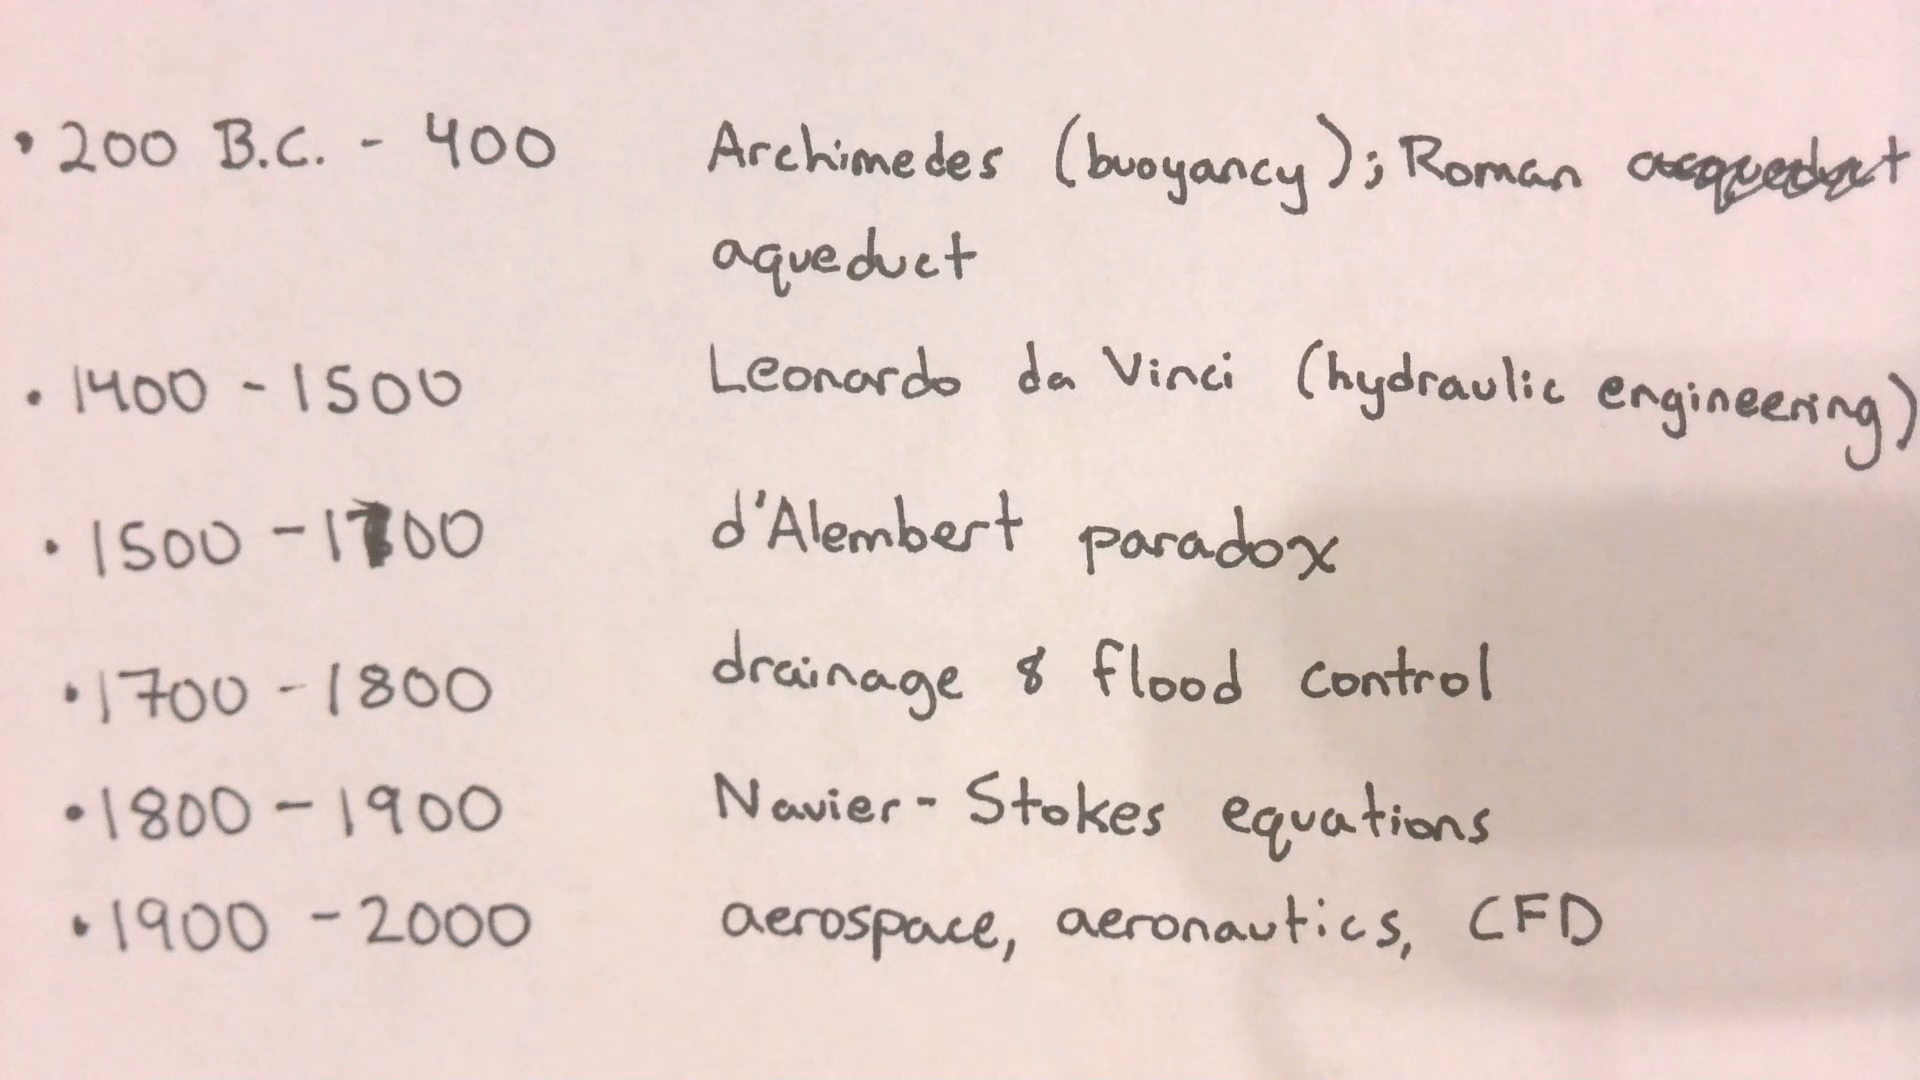 • 200 B.C. - 400 Archimedes (buoyancy); Roman
aqueduct
• 1400 - 1500 Leonardo da Vinci (hydraulic engineering)
• 1500 - 1700 d'Alembert paradox
• 1700 - 1800 drainage & flood control
• 1800 - 1900 Navier - Stokes equations
• 1900 - 2000 aerospace, aeronautics, CFD